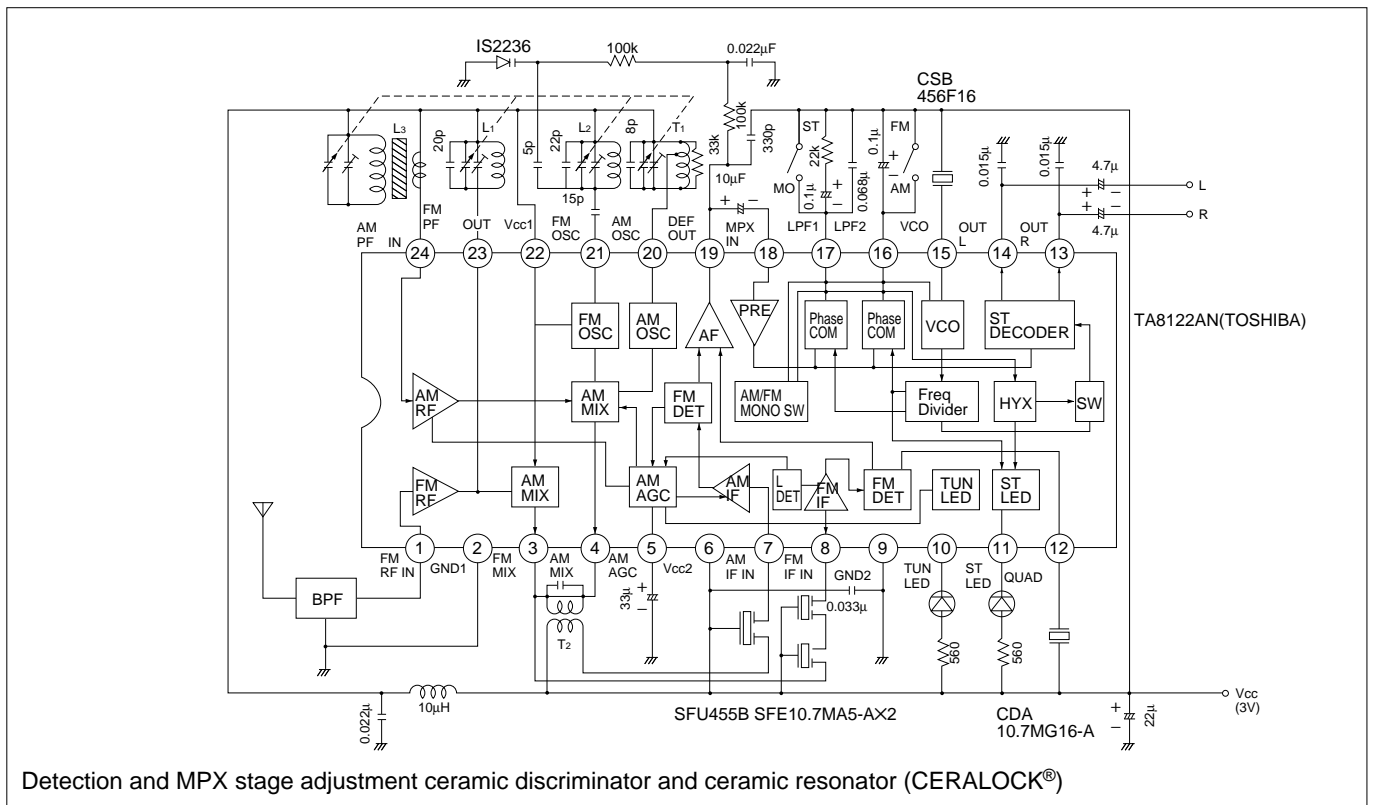 IS2236
100k
0.022µF
CSB
456F16
20p
L3
L1
5p
22p
L2
8p
T1
33k
100k
330p
ST
22k
MO
0.1µ
0.068µ
0.1µ
FM
AM
0.015µ
0.015µ
4.7µ
L
R
4.7µ
15p
10µF
+ −
+
−
+
−
+ −
+ −
AM PF
FM PF
IN
OUT
Vcc1
FM OSC
AM OSC
DEF OUT
MPX IN
LPF1
LPF2
VCO
OUT L
OUT R
24
23
22
21
20
19
18
17
16
15
14
13
TA8122AN(TOSHIBA)
FM OSC
AM OSC
AF
PRE
Phase COM
Phase COM
VCO
ST DECODER
AM RF
AM MIX
FM DET
AM/FM MONO SW
Freq Divider
HYX
SW
FM RF
AM MIX
AM AGC
AM IF
L DET
FM IF
FM DET
TUN LED
ST LED
1
2
3
4
5
6
7
8
9
10
11
12
FM RF IN
GND1
FM MIX
AM MIX
AM AGC
Vcc2
AM IF IN
FM IF IN
GND2
TUN LED
ST LED
QUAD
BPF
T2
33µ
+
−
0.033µ
560
560
0.022µ
10µH
SFU455B SFE10.7MA5-AX2
CDA
10.7MG16-A
+
−
22µ
Vcc
(3V)
Detection and MPX stage adjustment ceramic discriminator and ceramic resonator (CERALOCK®)